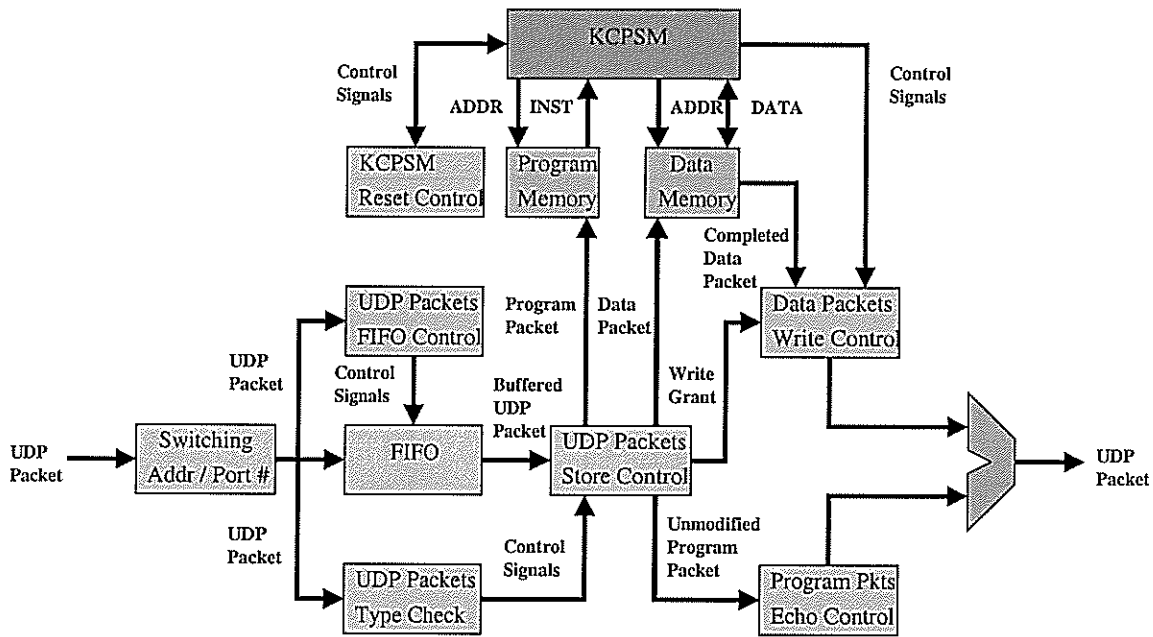 KCPSM
Control
Signals
Control
Signals
ADDR
INST
ADDR
DATA
KCPSM
Reset Control
Program
Memory
Data
Memory
Completed
Data
Packet
UDP Packets
FIFO Control
Program
Packet
Data
Packet
Data Packets
Write Control
UDP
Packet
Control
Signals
Buffered
UDP
Packet
Write
Grant
UDP
Packet
Switching
Addr / Port #
FIFO
UDP Packets
Store Control
UDP
Packet
UDP
Packet
Control
Signals
Unmodified
Program
Packet
UDP Packets
Type Check
Program Pkts
Echo Control